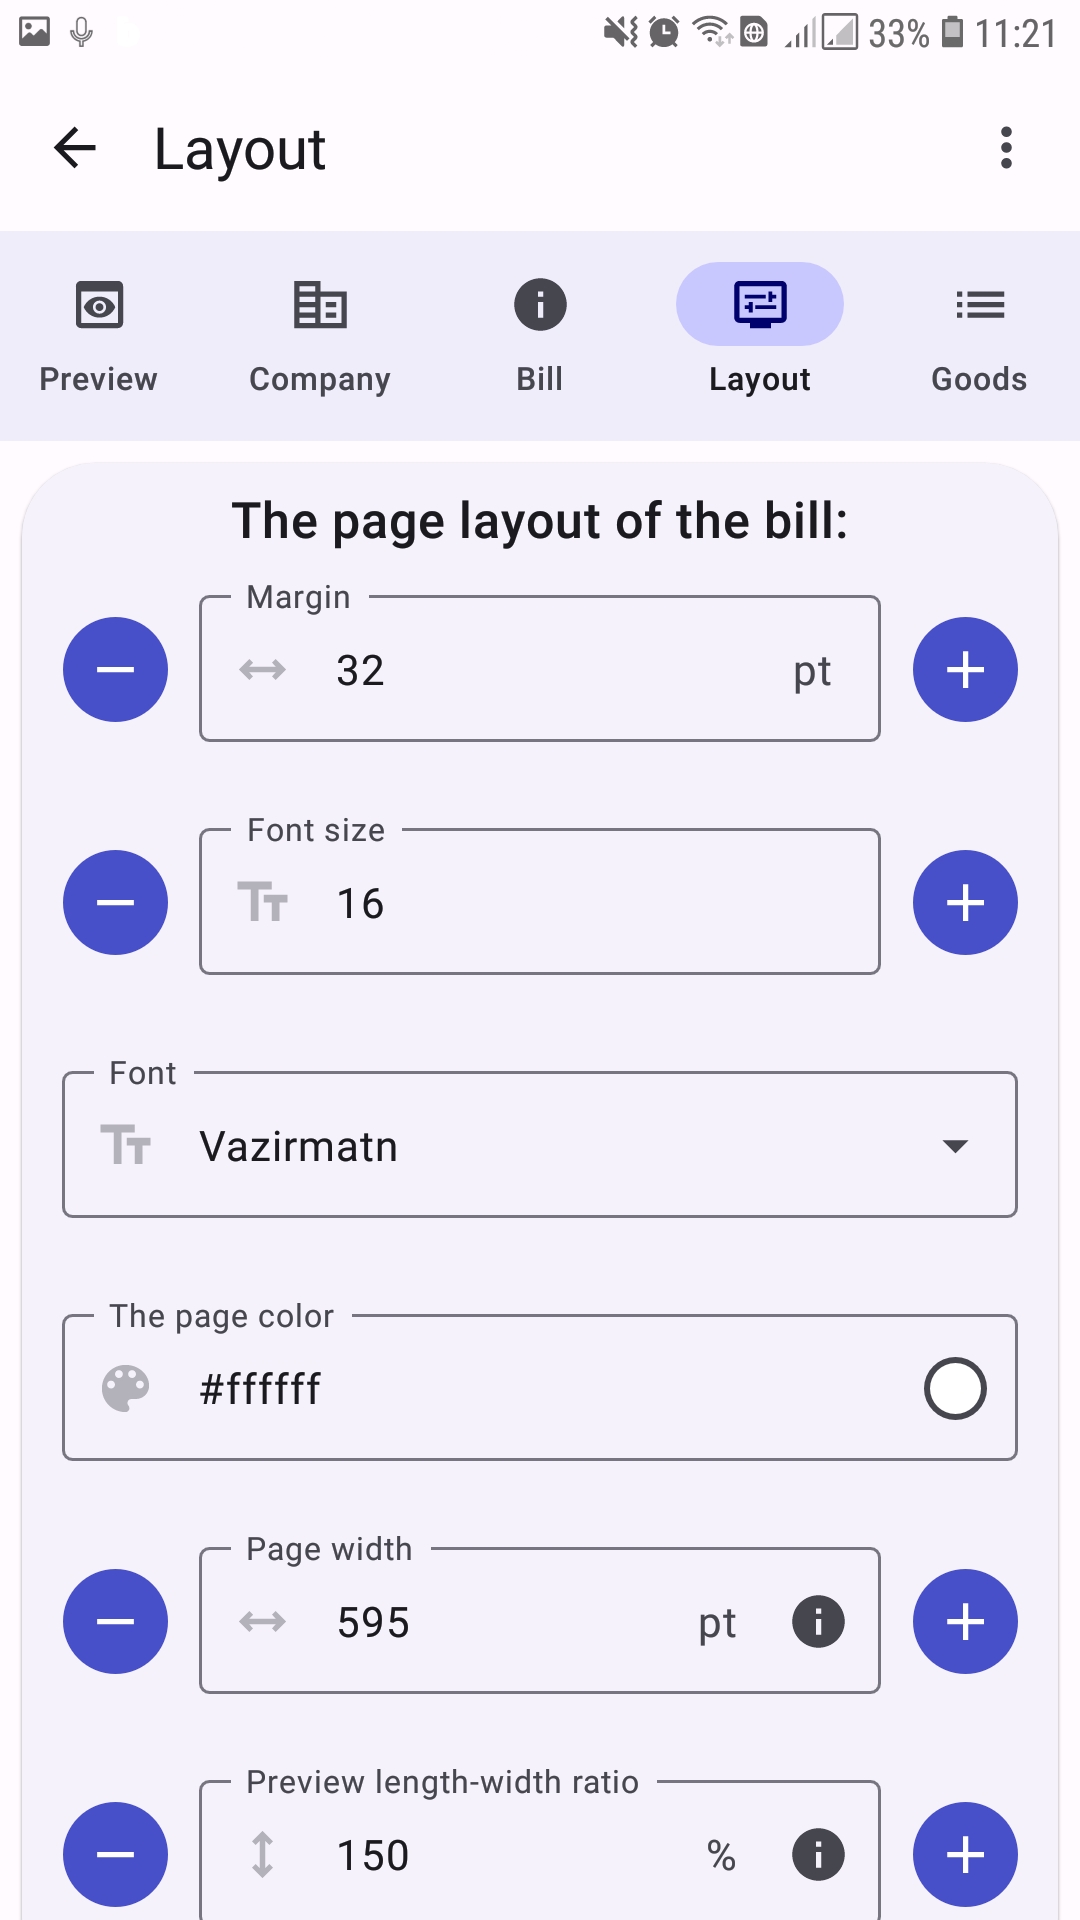 33% 11:21
Layout
Preview Company Bill Layout Goods
The page layout of the bill:
Margin
32 pt
Font size
16
Font
Vazirmatn
The page color
#ffffff
Page width
595 pt
Preview length-width ratio
150 %